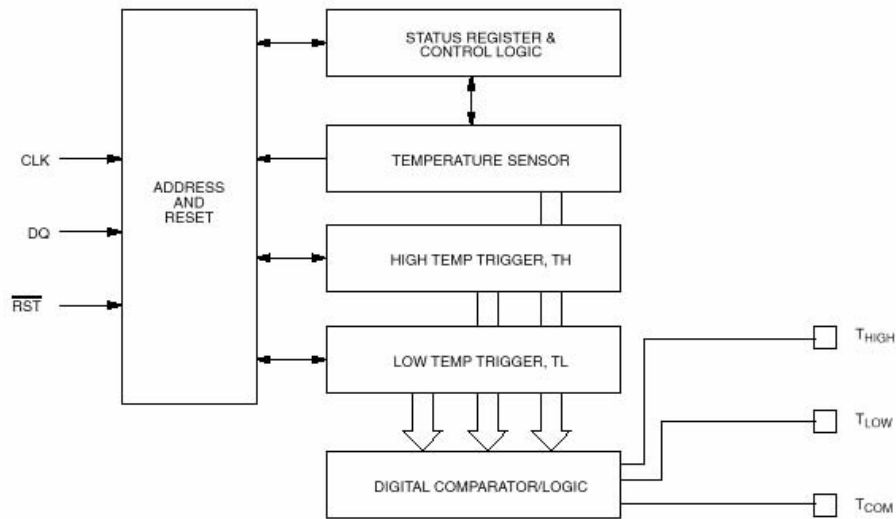 STATUS REGISTER &
CONTROL LOGIC
TEMPERATURE SENSOR
CLK
ADDRESS
AND
RESET
DQ
HIGH TEMP TRIGGER, TH
RST
LOW TEMP TRIGGER, TL
THIGH
TLOW
DIGITAL COMPARATOR/LOGIC
TCOM